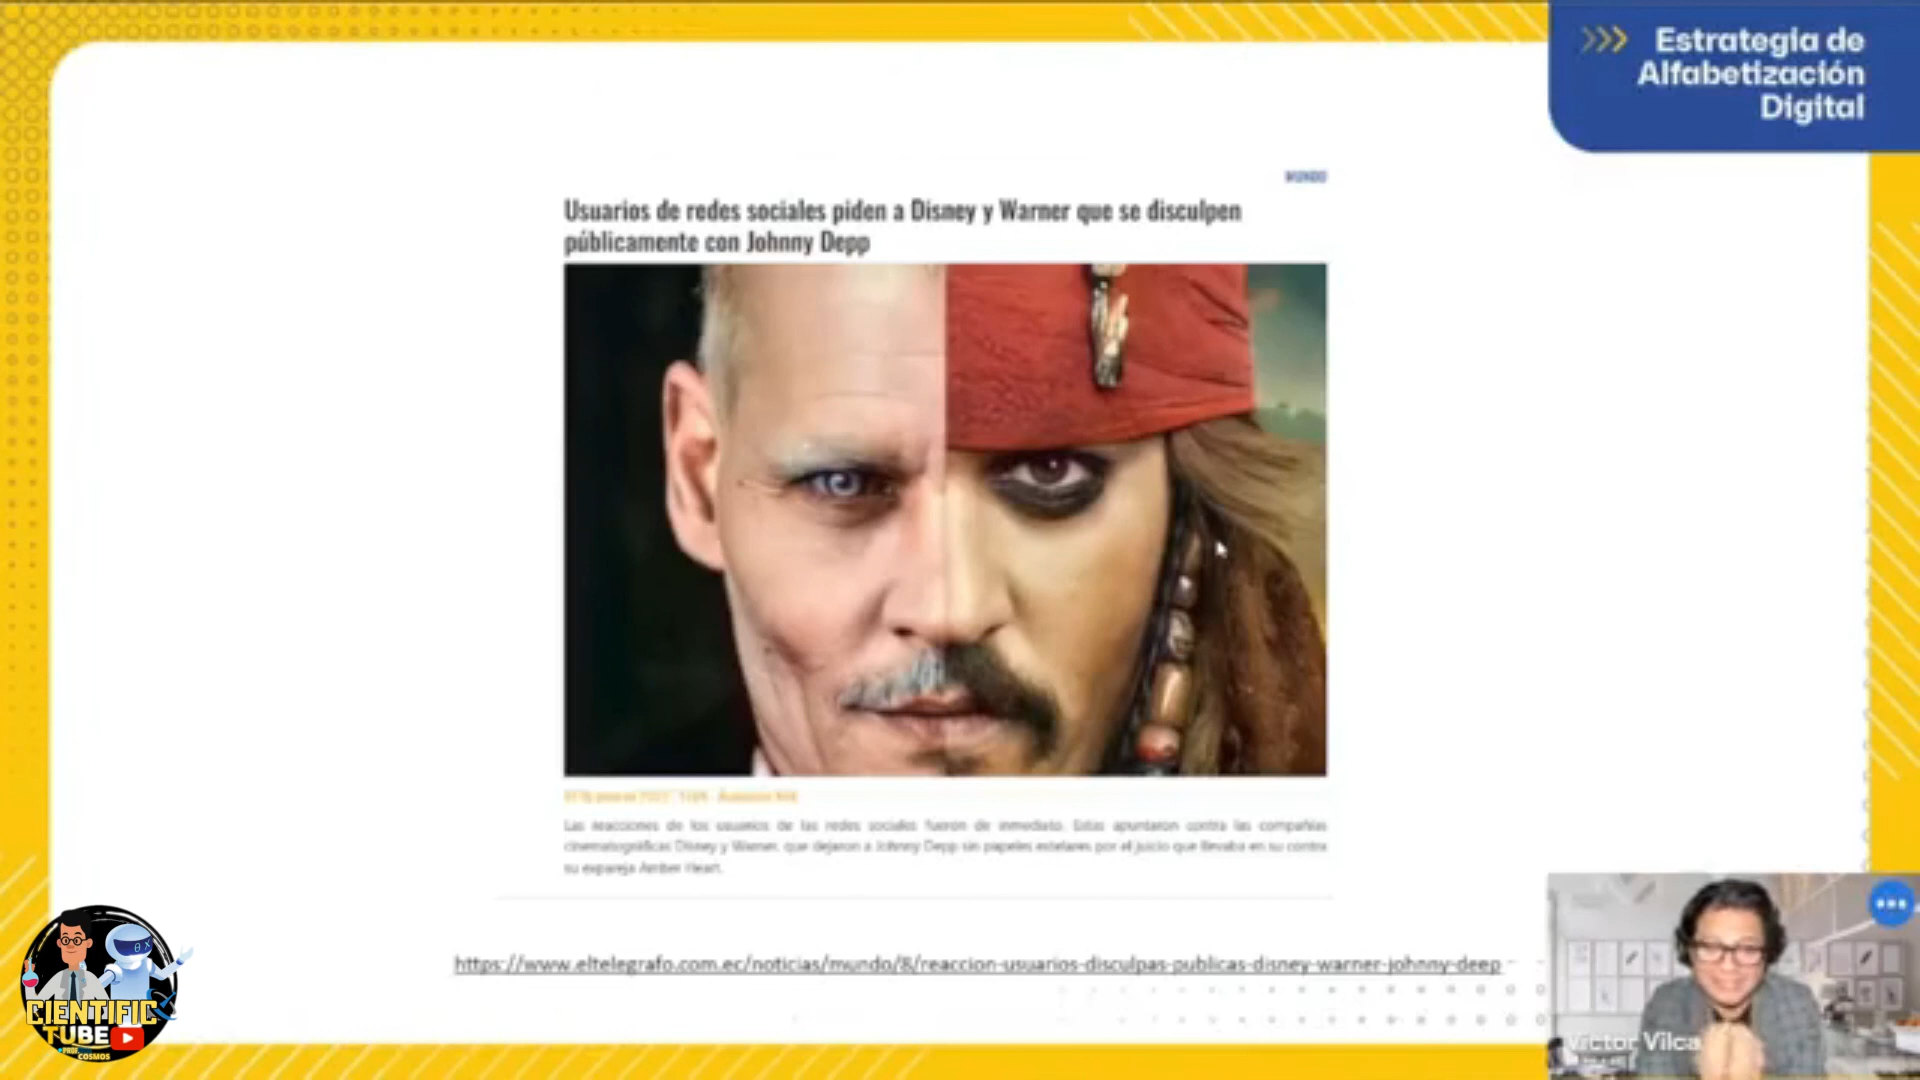 >>> Estrategia de
Alfabetización
Digital
MUNDO
Usuarios de redes sociales piden a Disney y Warner que se disculpen
públicamente con Johnny Depp
Las reacciones de los usuarios de las redes sociales fueron de inmediato. Estas apuntaron contra las compañías
cinematográficas Disney y Warner, que dejaron a Johnny Depp sin papeles estelares por el juicio que llevaba en su contra
su expareja Amber Heart.
https://www.eltelegrafo.com.ec/noticias/mundo/8/reaccion-usuarios-disculpas-publicas-disney-warner-johnny-deep
CIENTIFIC
TUBE
PROF COSMOS
Victor Vilca